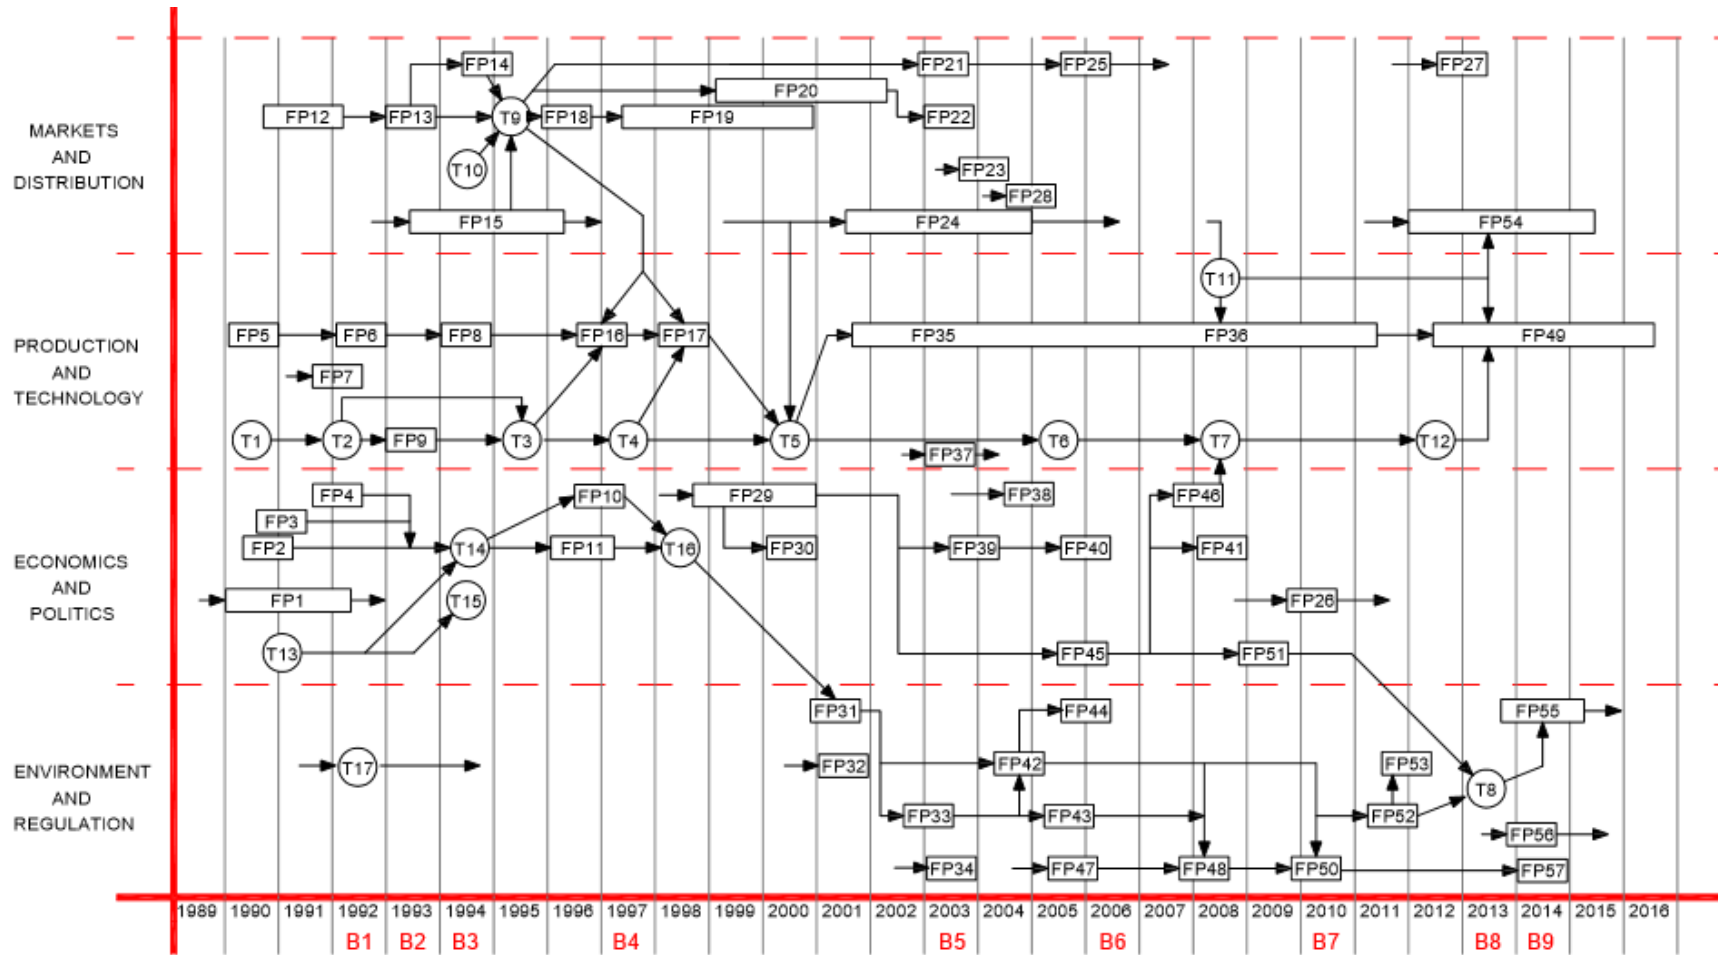 FP14
FP21
FP25
FP27
FP20
FP12
FP13
T9
FP18
FP19
FP22
MARKETS
AND
DISTRIBUTION
T10
FP23
FP28
FP15
FP24
FP54
T11
FP5
FP6
FP8
FP16
FP17
FP35
FP36
FP49
PRODUCTION
AND
TECHNOLOGY
FP7
T1
T2
FP9
T3
T4
T5
T6
T7
T12
FP37
FP4
FP10
FP29
FP38
FP46
FP3
FP2
T14
FP11
T16
FP30
FP39
FP40
FP41
ECONOMICS
AND
POLITICS
FP1
T15
FP26
T13
FP45
FP51
FP31
FP44
FP55
ENVIRONMENT
AND
REGULATION
T17
FP32
FP42
FP53
T8
FP33
FP43
FP52
FP56
FP34
FP47
FP48
FP50
FP57
1989 1990 1991 1992 1993 1994 1995 1996 1997 1998 1999 2000 2001 2002 2003 2004 2005 2006 2007 2008 2009 2010 2011 2012 2013 2014 2015 2016
B1 B2 B3 B4 B5 B6 B7 B8 B9